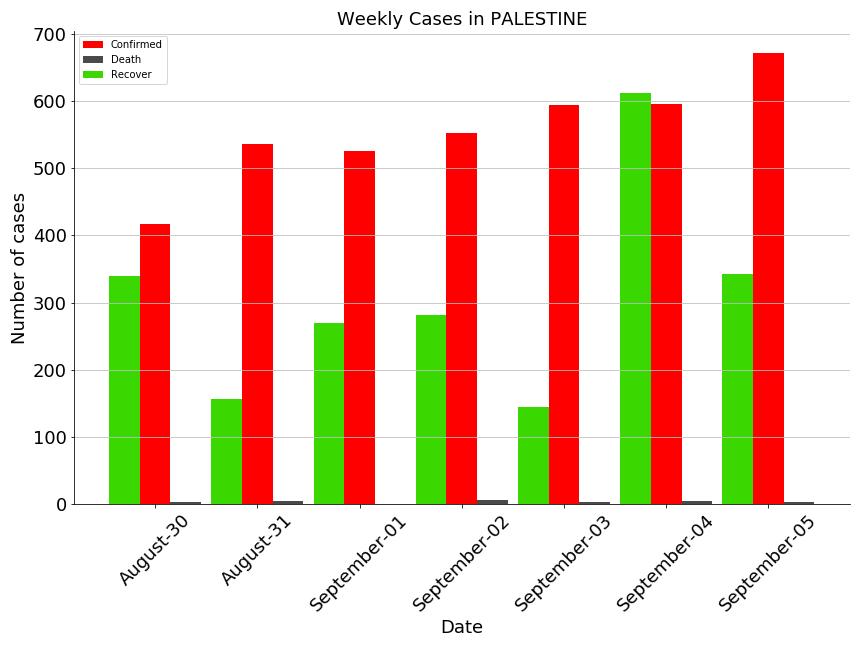 Weekly Cases in PALESTINE
Confirmed
Death
Recover
Number of cases
700
600
500
400
300
200
100
0
August-30
August-31
September-01
September-02
September-03
September-04
September-05
Date